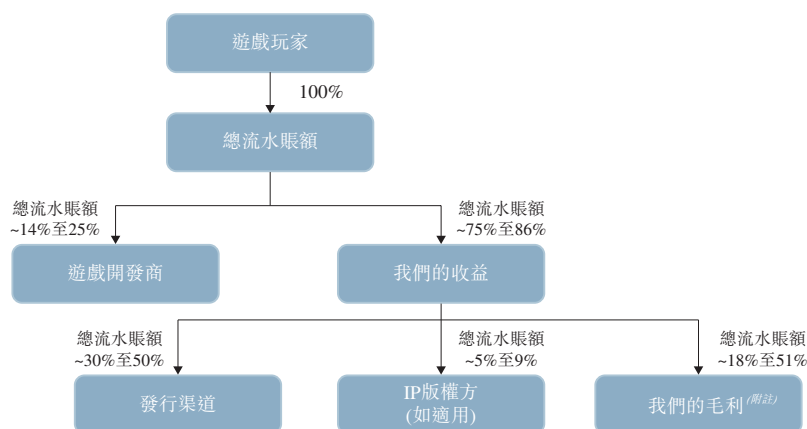 遊戲玩家
100%
總流水賬額
總流水賬額
~14%至25%
總流水賬額
~75%至86%
遊戲開發商
我們的收益
總流水賬額
~30%至50%
總流水賬額
~5%至9%
總流水賬額
~18%至51%
發行渠道
IP版權方
(如適用)
我們的毛利(附註)